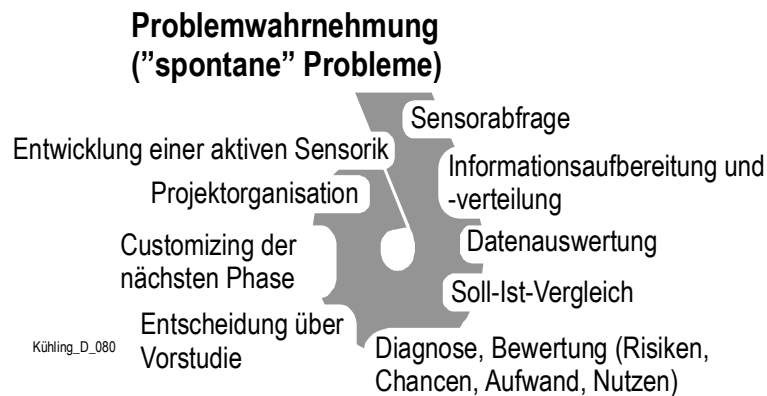 Problemwahrnehmung
(”spontane” Probleme)
Sensorabfrage
Informationsaufbereitung und
-verteilung
Datenauswertung
Soll-Ist-Vergleich
Diagnose, Bewertung (Risiken,
Chancen, Aufwand, Nutzen)
Entscheidung über
Vorstudie
Customizing der
nächsten Phase
Projektorganisation
Entwicklung einer aktiven Sensorik
Kühling_D_080